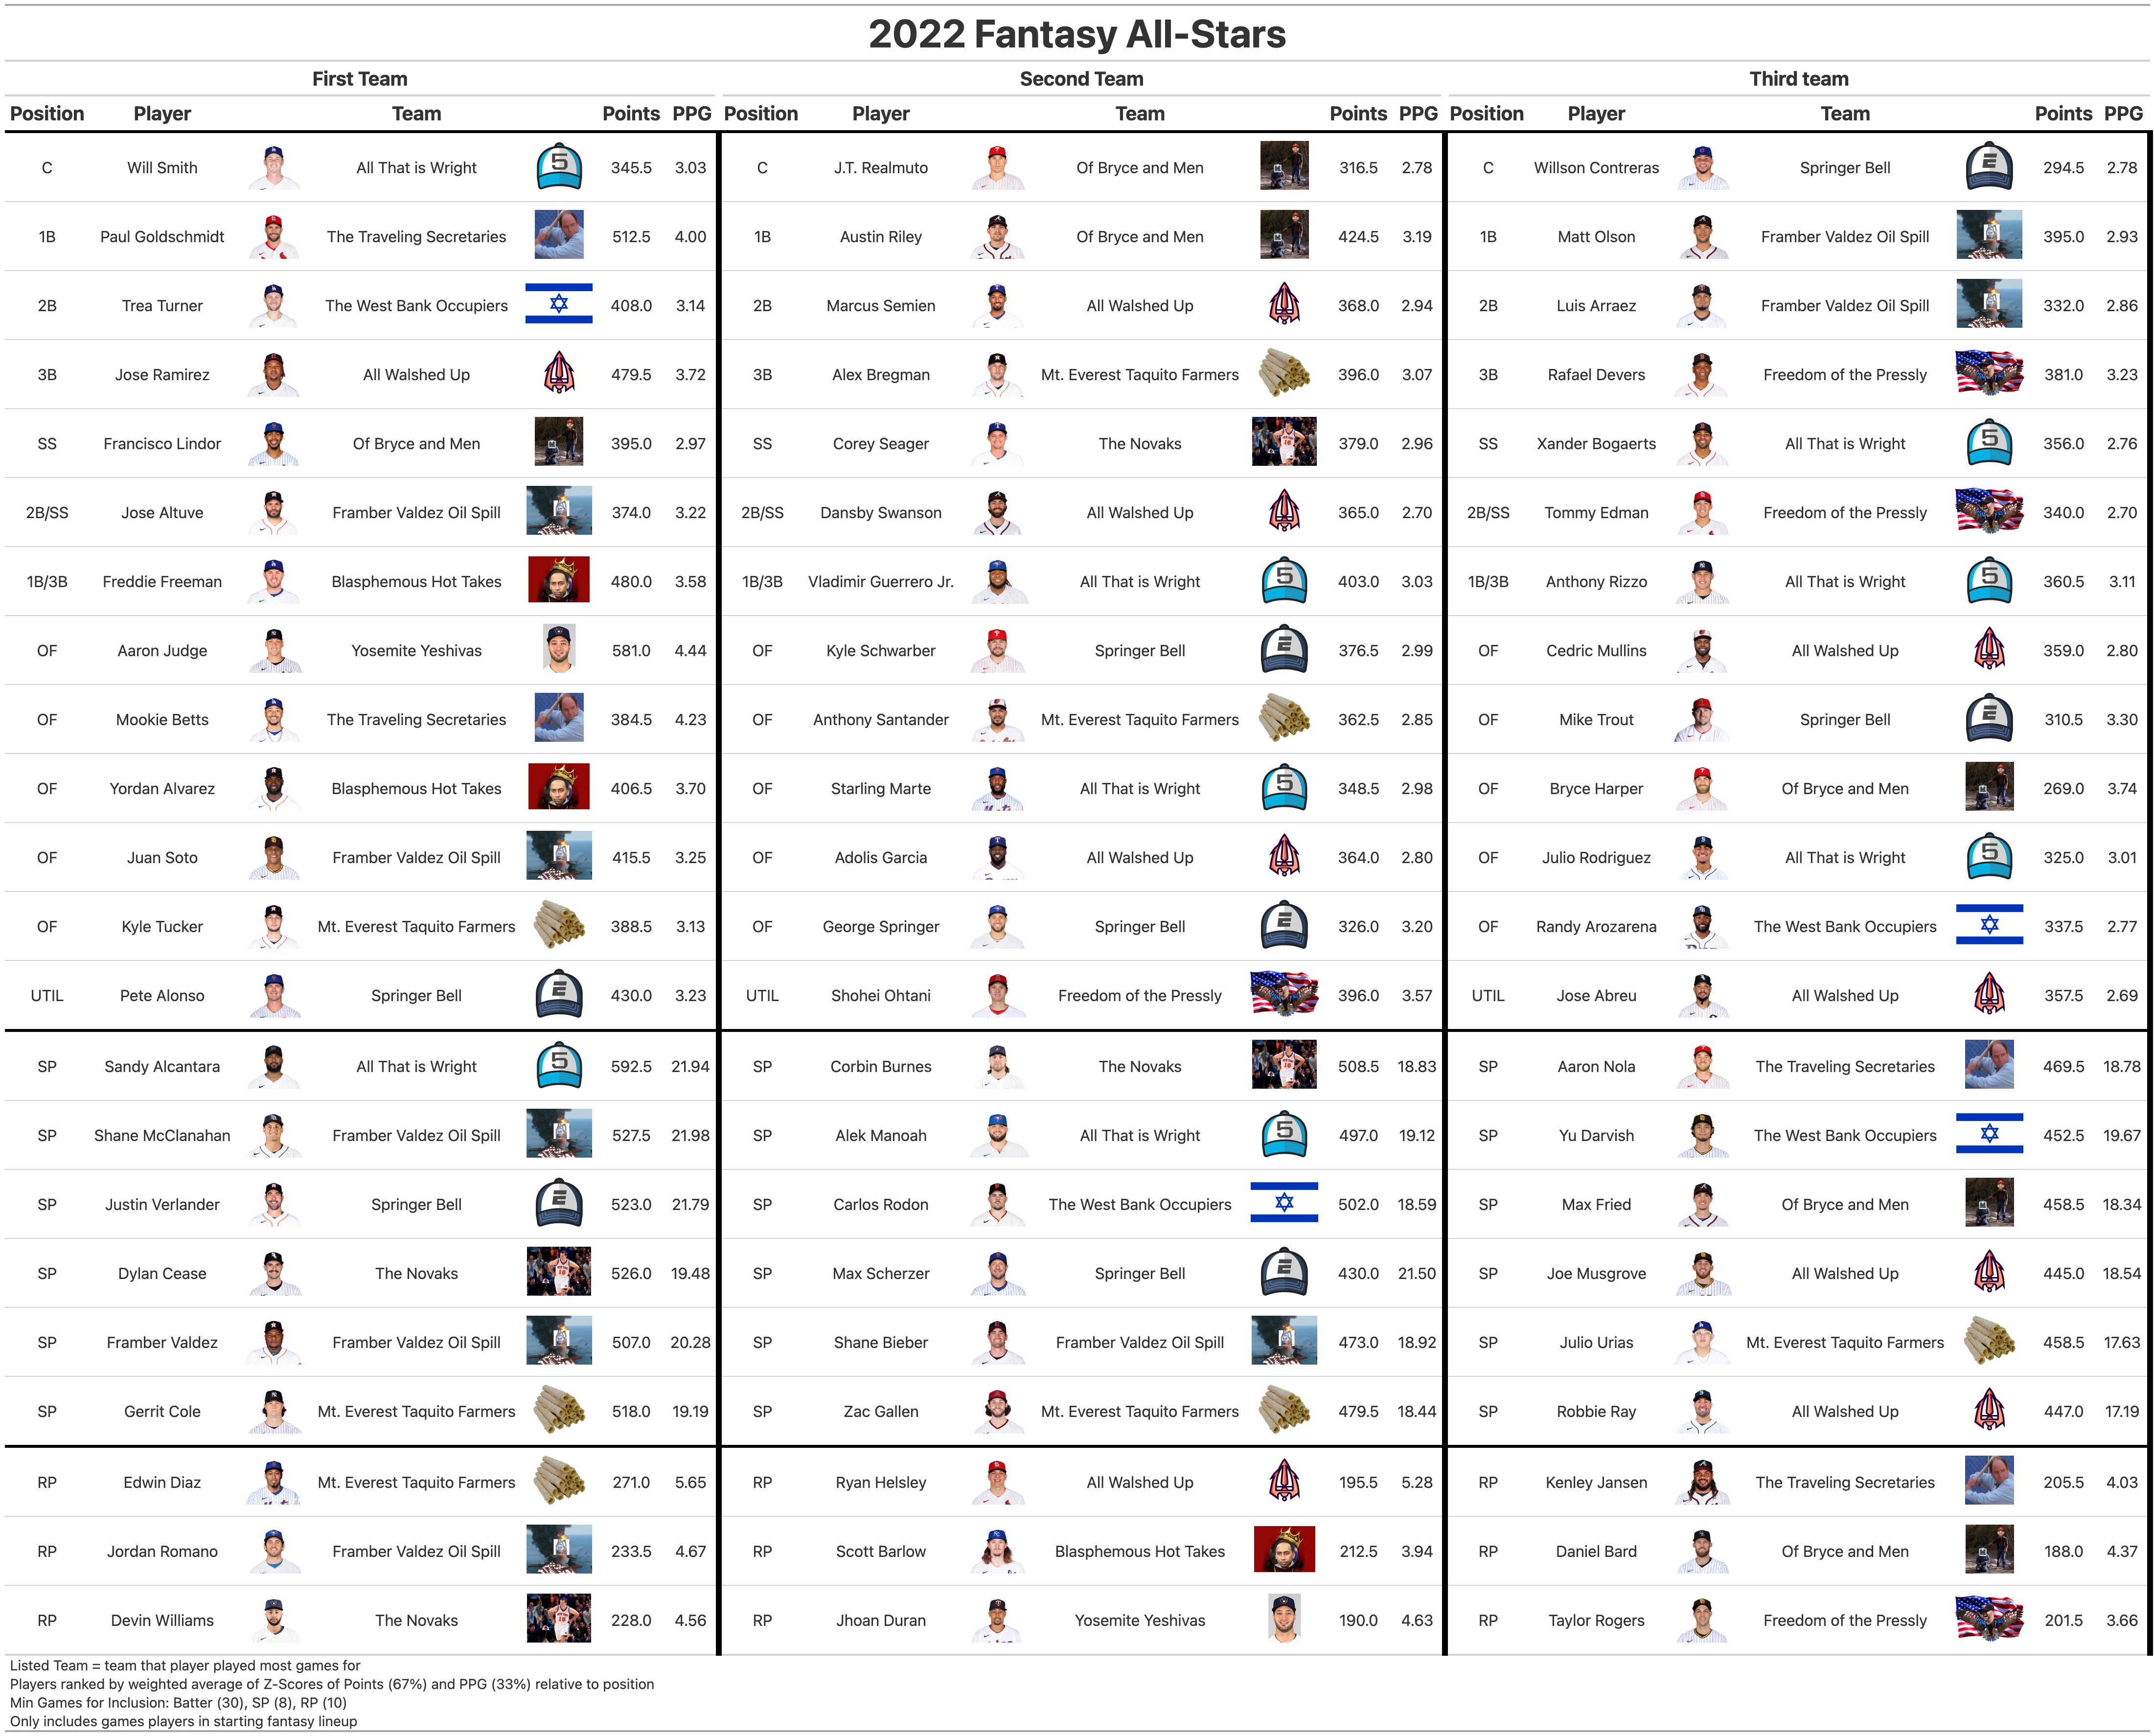 2022 Fantasy All-Stars
First Team Second Team Third team
Position Player Team Points PPG Position Player Team Points PPG Position Player Team Points PPG
C Will Smith All That is Wright 5 345.5 3.03 C J.T. Realmuto Of Bryce and Men 316.5 2.78 C Willson Contreras Springer Bell E 294.5 2.78
1B Paul Goldschmidt The Traveling Secretaries 512.5 4.00 1B Austin Riley Of Bryce and Men 424.5 3.19 1B Matt Olson Framber Valdez Oil Spill 395.0 2.93
2B Trea Turner The West Bank Occupiers 408.0 3.14 2B Marcus Semien All Walshed Up 368.0 2.94 2B Luis Arraez Framber Valdez Oil Spill 332.0 2.86
3B Jose Ramirez All Walshed Up 479.5 3.72 3B Alex Bregman Mt. Everest Taquito Farmers 396.0 3.07 3B Rafael Devers Freedom of the Pressly 381.0 3.23
SS Francisco Lindor Of Bryce and Men 395.0 2.97 SS Corey Seager The Novaks 379.0 2.96 SS Xander Bogaerts All That is Wright 5 356.0 2.76
2B/SS Jose Altuve Framber Valdez Oil Spill 374.0 3.22 2B/SS Dansby Swanson All Walshed Up 365.0 2.70 2B/SS Tommy Edman Freedom of the Pressly 340.0 2.70
1B/3B Freddie Freeman Blasphemous Hot Takes 480.0 3.58 1B/3B Vladimir Guerrero Jr. All That is Wright 5 403.0 3.03 1B/3B Anthony Rizzo All That is Wright 5 360.5 3.11
OF Aaron Judge Yosemite Yeshivas 581.0 4.44 OF Kyle Schwarber Springer Bell E 376.5 2.99 OF Cedric Mullins All Walshed Up 359.0 2.80
OF Mookie Betts The Traveling Secretaries 384.5 4.23 OF Anthony Santander Mt. Everest Taquito Farmers 362.5 2.85 OF Mike Trout Springer Bell E 310.5 3.30
OF Yordan Alvarez Blasphemous Hot Takes 406.5 3.70 OF Starling Marte All That is Wright 5 348.5 2.98 OF Bryce Harper Of Bryce and Men 269.0 3.74
OF Juan Soto Framber Valdez Oil Spill 415.5 3.25 OF Adolis Garcia All Walshed Up 364.0 2.80 OF Julio Rodriguez All That is Wright 5 325.0 3.01
OF Kyle Tucker Mt. Everest Taquito Farmers 388.5 3.13 OF George Springer Springer Bell E 326.0 3.20 OF Randy Arozarena The West Bank Occupiers 337.5 2.77
UTIL Pete Alonso Springer Bell E 430.0 3.23 UTIL Shohei Ohtani Freedom of the Pressly 396.0 3.57 UTIL Jose Abreu All Walshed Up 357.5 2.69
SP Sandy Alcantara All That is Wright 5 592.5 21.94 SP Corbin Burnes The Novaks 508.5 18.83 SP Aaron Nola The Traveling Secretaries 469.5 18.78
SP Shane McClanahan Framber Valdez Oil Spill 527.5 21.98 SP Alek Manoah All That is Wright 5 497.0 19.12 SP Yu Darvish The West Bank Occupiers 452.5 19.67
SP Justin Verlander Springer Bell E 523.0 21.79 SP Carlos Rodon The West Bank Occupiers 502.0 18.59 SP Max Fried Of Bryce and Men 458.5 18.34
SP Dylan Cease The Novaks 526.0 19.48 SP Max Scherzer Springer Bell E 430.0 21.50 SP Joe Musgrove All Walshed Up 445.0 18.54
SP Framber Valdez Framber Valdez Oil Spill 507.0 20.28 SP Shane Bieber Framber Valdez Oil Spill 473.0 18.92 SP Julio Urias Mt. Everest Taquito Farmers 458.5 17.63
SP Gerrit Cole Mt. Everest Taquito Farmers 518.0 19.19 SP Zac Gallen Mt. Everest Taquito Farmers 479.5 18.44 SP Robbie Ray All Walshed Up 447.0 17.19
RP Edwin Diaz Mt. Everest Taquito Farmers 271.0 5.65 RP Ryan Helsley All Walshed Up 195.5 5.28 RP Kenley Jansen The Traveling Secretaries 205.5 4.03
RP Jordan Romano Framber Valdez Oil Spill 233.5 4.67 RP Scott Barlow Blasphemous Hot Takes 212.5 3.94 RP Daniel Bard Of Bryce and Men 188.0 4.37
RP Devin Williams The Novaks 228.0 4.56 RP Jhoan Duran Yosemite Yeshivas 190.0 4.63 RP Taylor Rogers Freedom of the Pressly 201.5 3.66
Listed Team = team that player played most games for
Players ranked by weighted average of Z-Scores of Points (67%) and PPG (33%) relative to position
Min Games for Inclusion: Batter (30), SP (8), RP (10)
Only includes games players in starting fantasy lineup